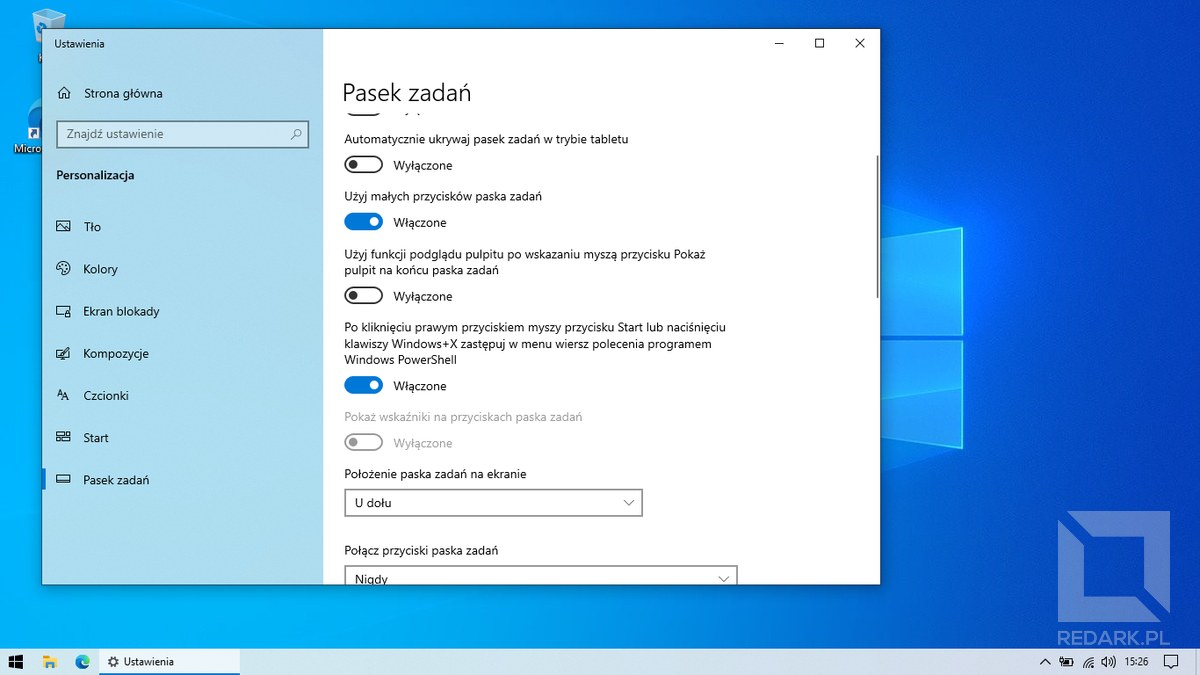 Ustawienia
Strona główna
Znajdź ustawienie
Personalizacja
Tło
Kolory
Ekran blokady
Kompozycje
Czcionki
Start
Pasek zadań
Pasek zadań
Automatycznie ukrywaj pasek zadań w trybie tabletu
Wyłączone
Użyj małych przycisków paska zadań
Włączone
Użyj funkcji podglądu pulpitu po wskazaniu myszą przycisku Pokaż
pulpit na końcu paska zadań
Wyłączone
Po kliknięciu prawym przyciskiem myszy przycisku Start lub naciśnięciu
klawiszy Windows+X zastępuj w menu wiersz polecenia programem
Windows PowerShell
Włączone
Pokaż wskaźniki na przyciskach paska zadań
Wyłączone
Położenie paska zadań na ekranie
U dołu
Połącz przyciski paska zadań
Nigdy
Micro
REDARK.PL
Ustawienia
15:26